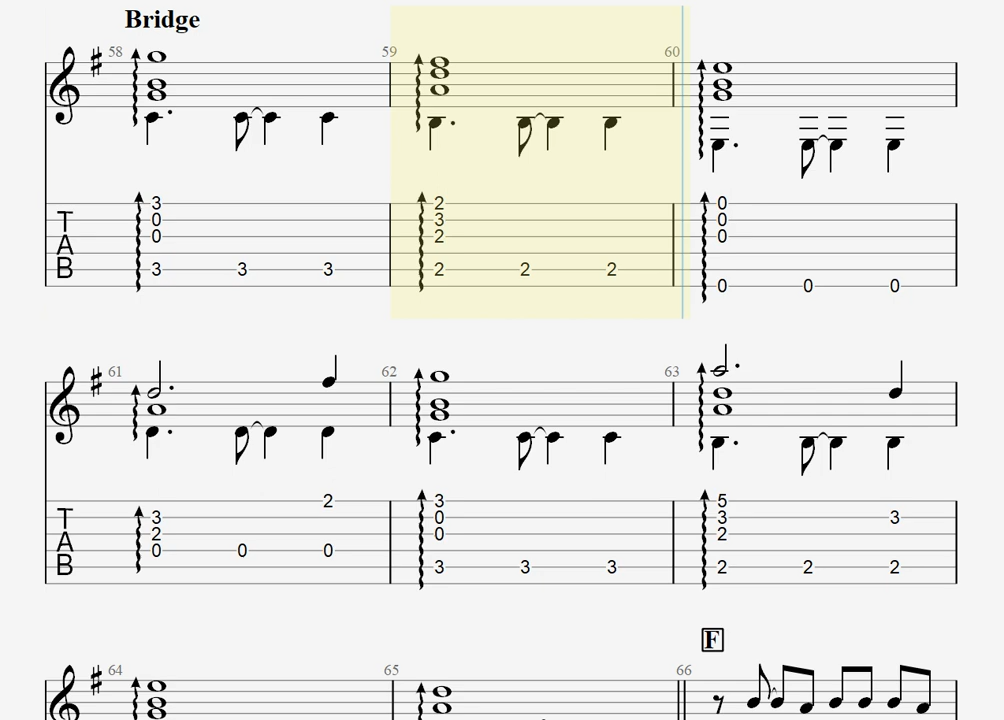 Bridge
58 59 60
3 2 0
T 0 3 0
A 0 2 0
B 3 3 3 2 2 2
0 0 0
61 62 63
2 3 5
T 3 0 3 3
A 2 0 2
0 0 0
B 3 3 3 2 2 2
F
64 65 66